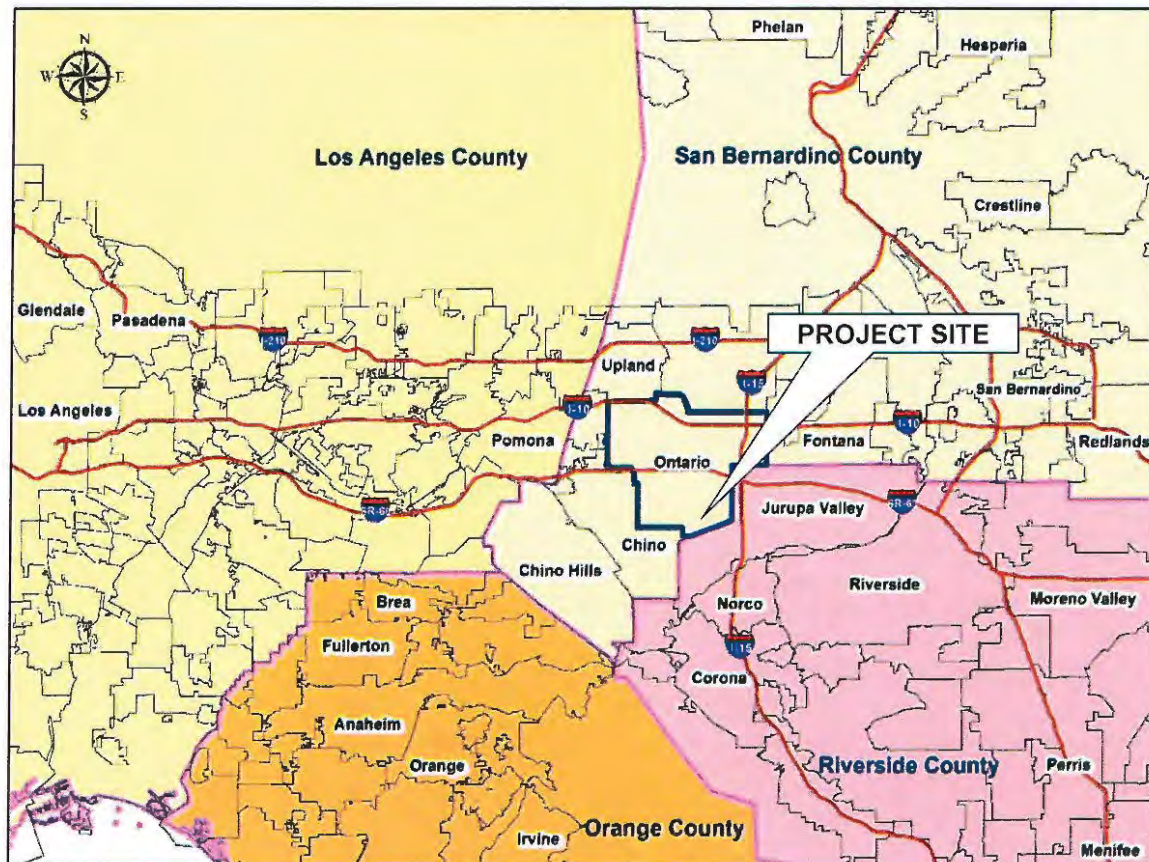 Phelan
Hesperia
N
W E
S
Los Angeles County
San Bernardino County
Crestline
Glendale
Pasadena
I-210
Upland
I-210
PROJECT SITE
I-15
San Bernardino
Los Angeles
I-10
Pomona
Ontario
Fontana
I-10
Redlands
SR-60
Jurupa Valley
Chino
Chino Hills
Riverside
Brea
Norco
Moreno Valley
Fullerton
I-15
Corona
Anaheim
Orange
Riverside County
Perris
Irvine
Orange County
Menifee